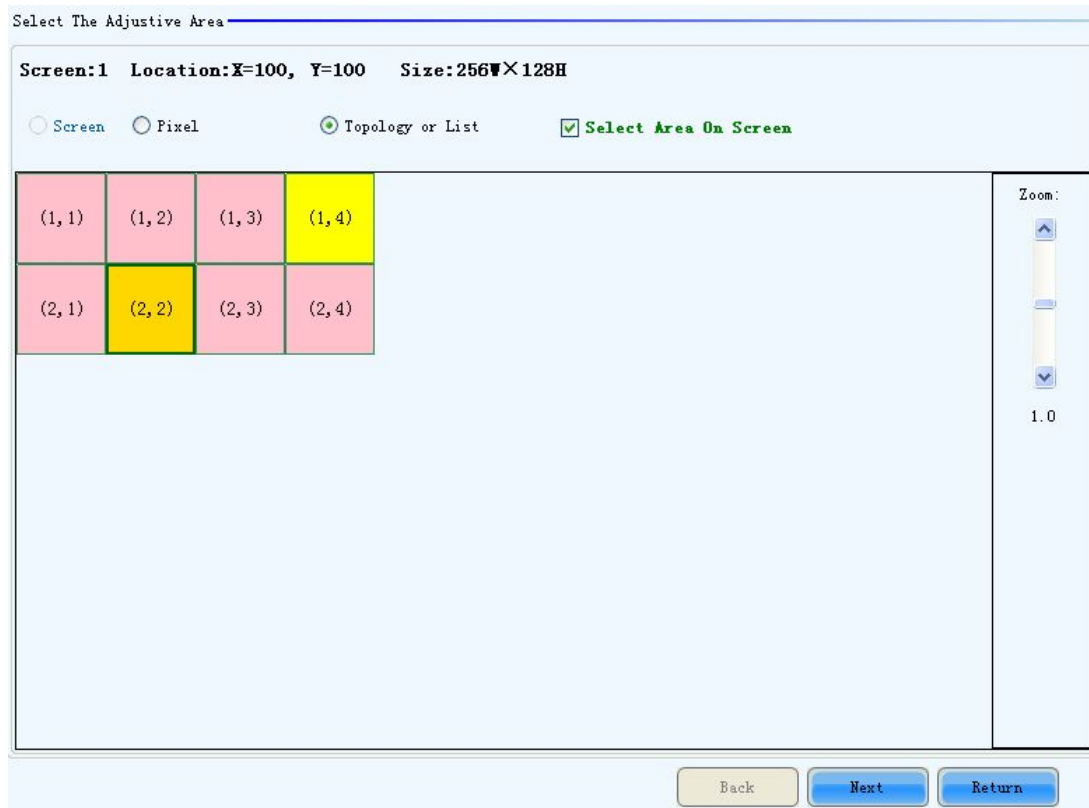 Select The Adjustive Area
Screen:1 Location:X=100, Y=100 Size:256W×128H
Screen Pixel Topology or List Select Area On Screen
Zoom:
(1,1) (1,2) (1,3) (1,4)
(2,1) (2,2) (2,3) (2,4)
1.0
Back Next Return